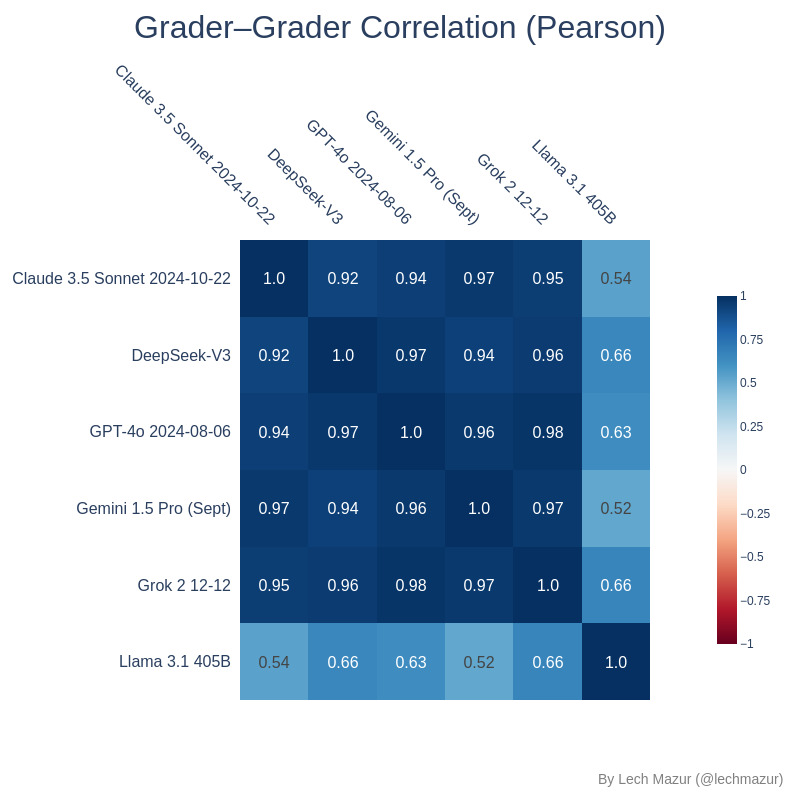 Grader–Grader Correlation (Pearson)
Claude 3.5 Sonnet 2024-10-22
DeepSeek-V3
GPT-4o 2024-08-06
Gemini 1.5 Pro (Sept)
Grok 2 12-12
Llama 3.1 405B
Claude 3.5 Sonnet 2024-10-22 1.0 0.92 0.94 0.97 0.95 0.54
DeepSeek-V3 0.92 1.0 0.97 0.94 0.96 0.66
GPT-4o 2024-08-06 0.94 0.97 1.0 0.96 0.98 0.63
Gemini 1.5 Pro (Sept) 0.97 0.94 0.96 1.0 0.97 0.52
Grok 2 12-12 0.95 0.96 0.98 0.97 1.0 0.66
Llama 3.1 405B 0.54 0.66 0.63 0.52 0.66 1.0
1
0.75
0.5
0.25
0
−0.25
−0.5
−0.75
−1
By Lech Mazur (@lechmazur)